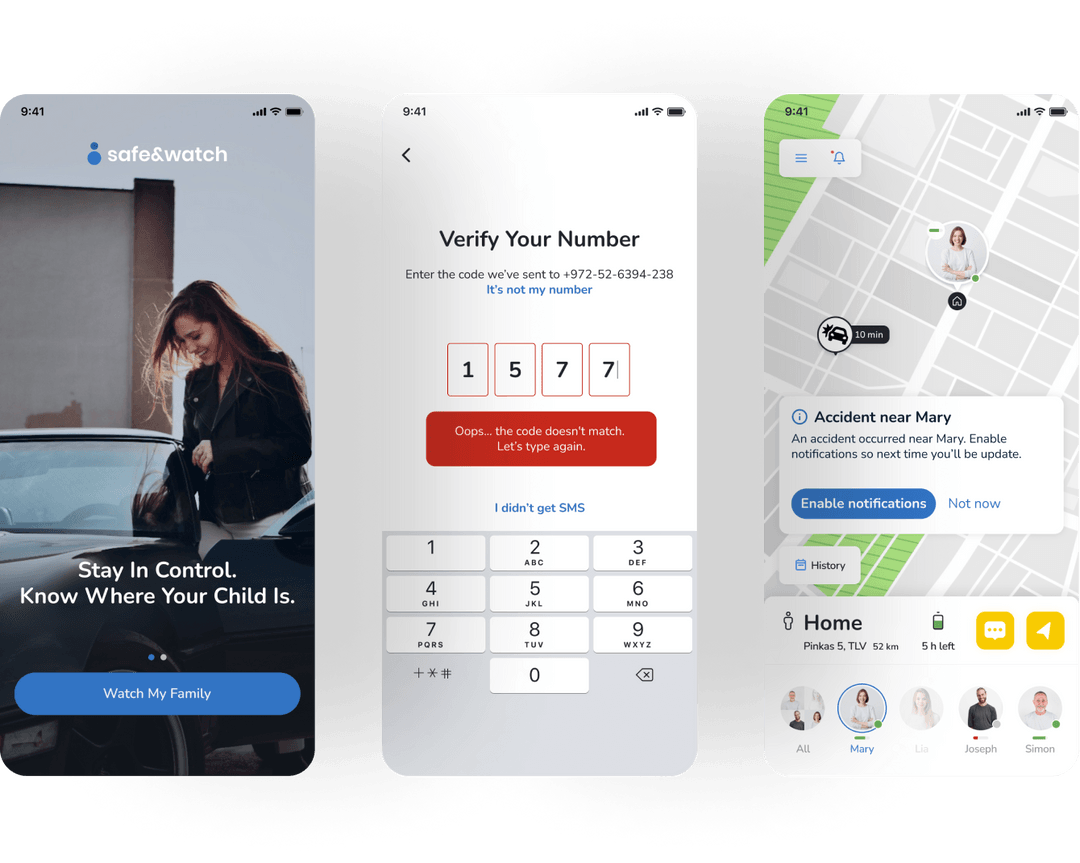 9:41
safe&watch
Stay In Control.
Know Where Your Child Is.
Watch My Family
9:41
Verify Your Number
Enter the code we've sent to +972-52-6394-238
It's not my number
1 5 7 7
Oops... the code doesn't match.
Let's type again.
I didn't get SMS
1 2 3
ABC DEF
4 5 6
GHI JKL MNO
7 8 9
PQRS TUV WXYZ
+*# 0
9:41
10 min
Accident near Mary
An accident occurred near Mary. Enable
notifications so next time you'll be update.
Enable notifications Not now
History
Home
Pinkas 5, TLV 52 km 5 h left
All Mary Lia Joseph Simon